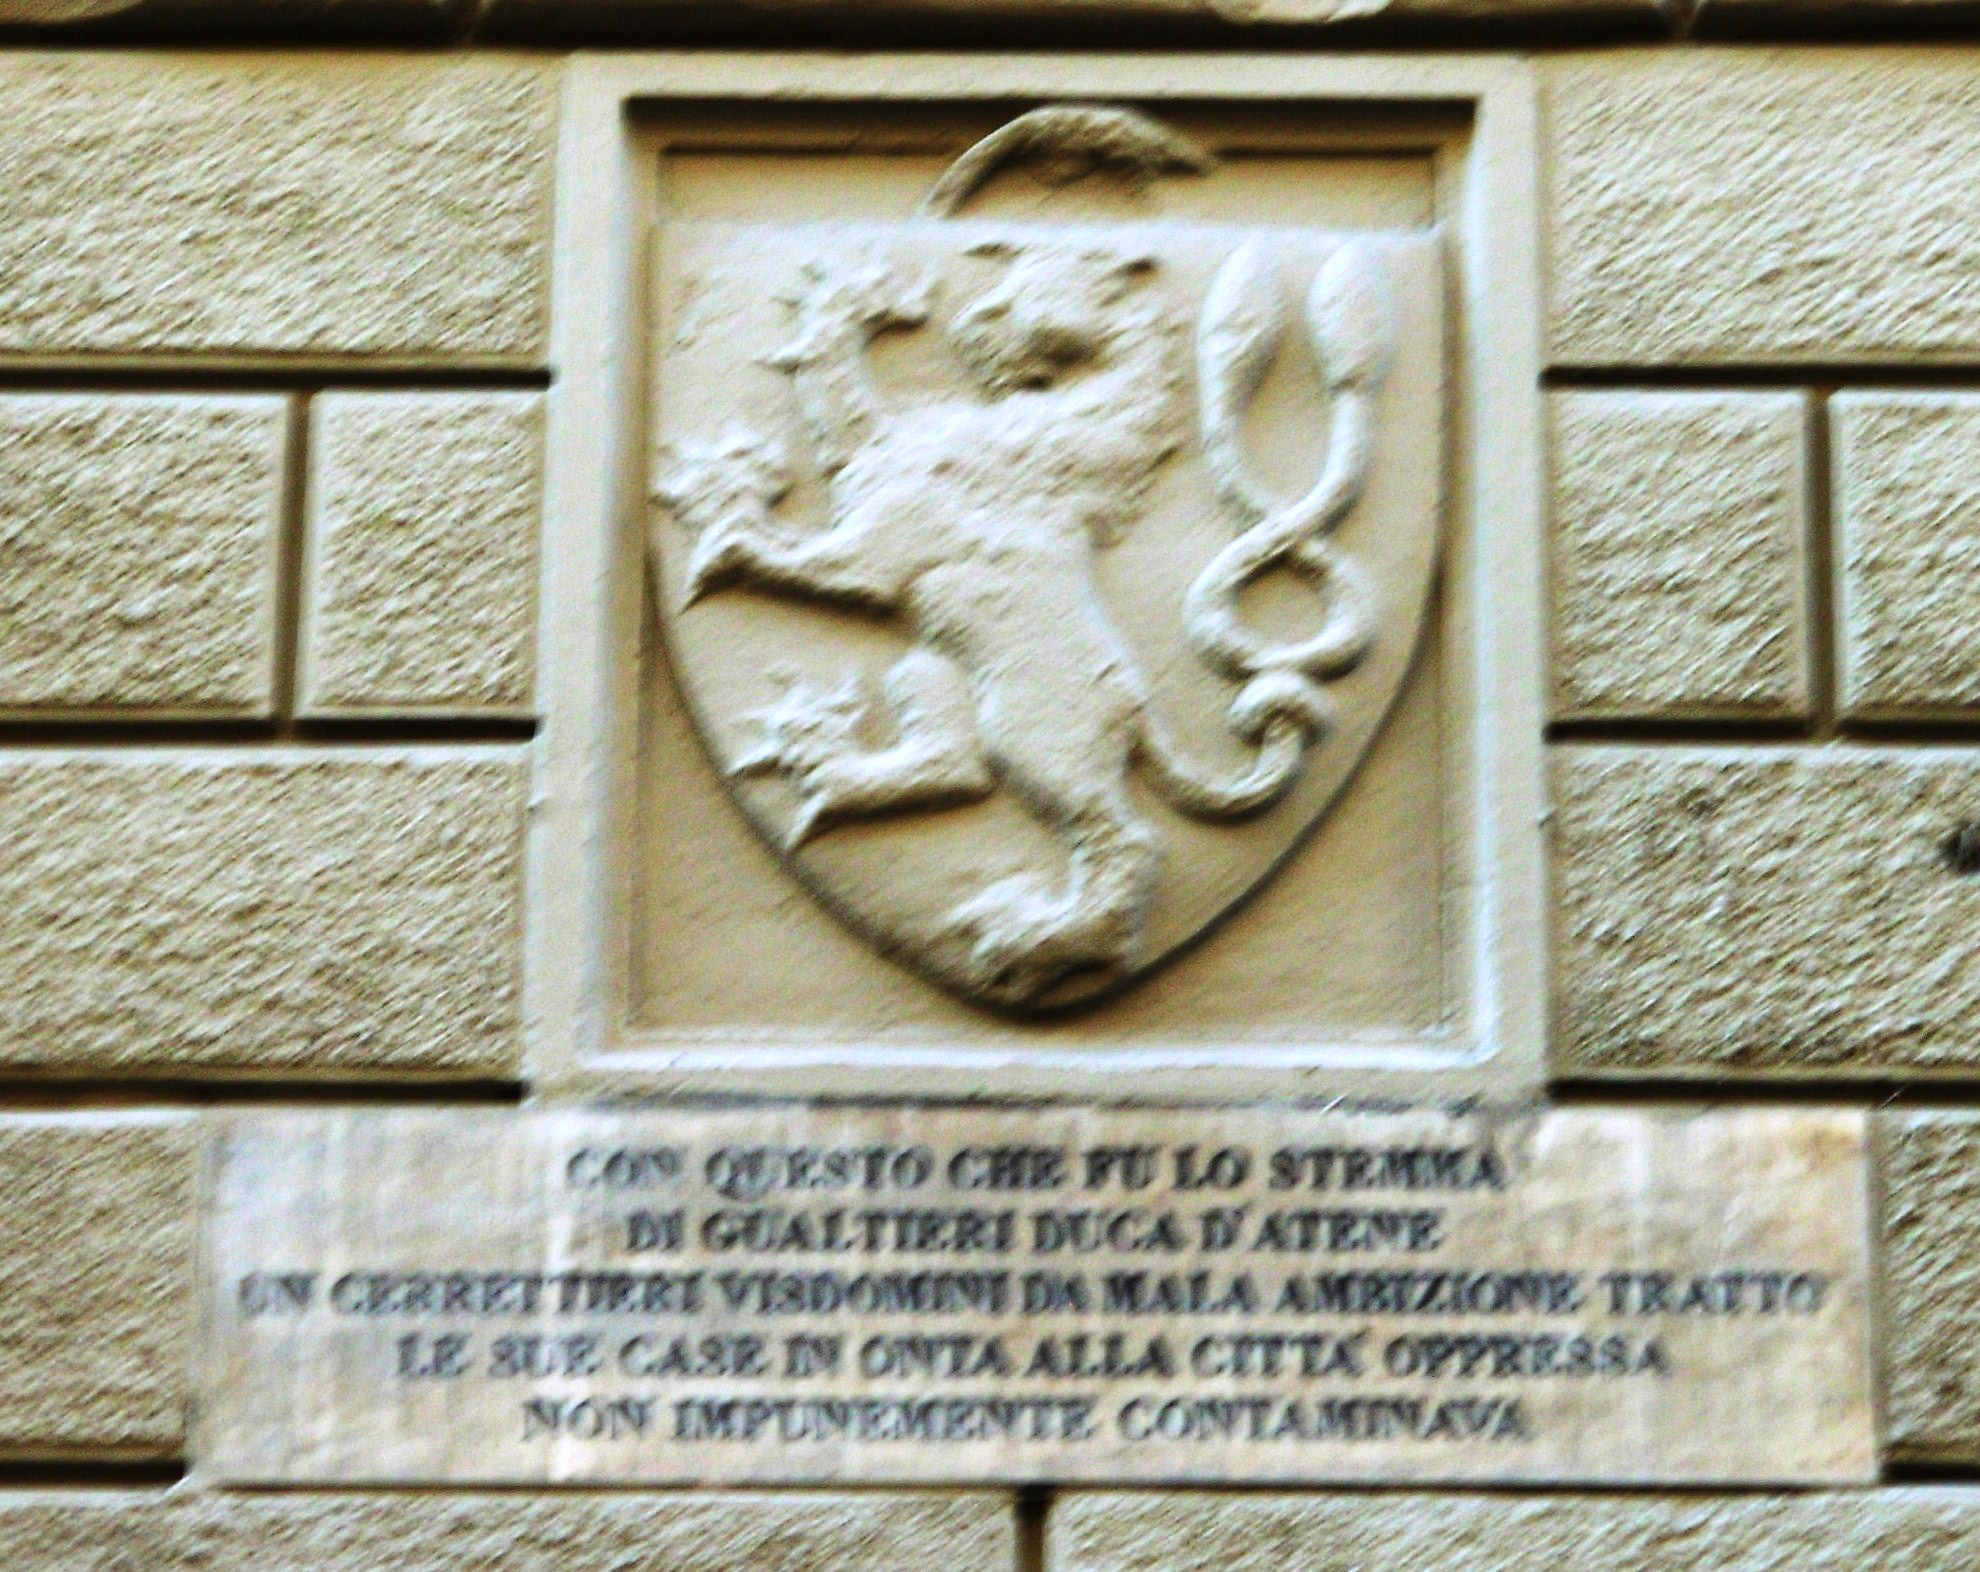 CON QUESTO CHE FU LO STEMMA
DI GUALTIERI DUCA D'ATENE
UN CERRETTIERI VISDOMINI DA MALA AMBIZIONE TRATTO
LE SUE CASE IN ONTA ALLA CITTÁ OPPRESSA
NON IMPUNEMENTE CONTAMINAVA